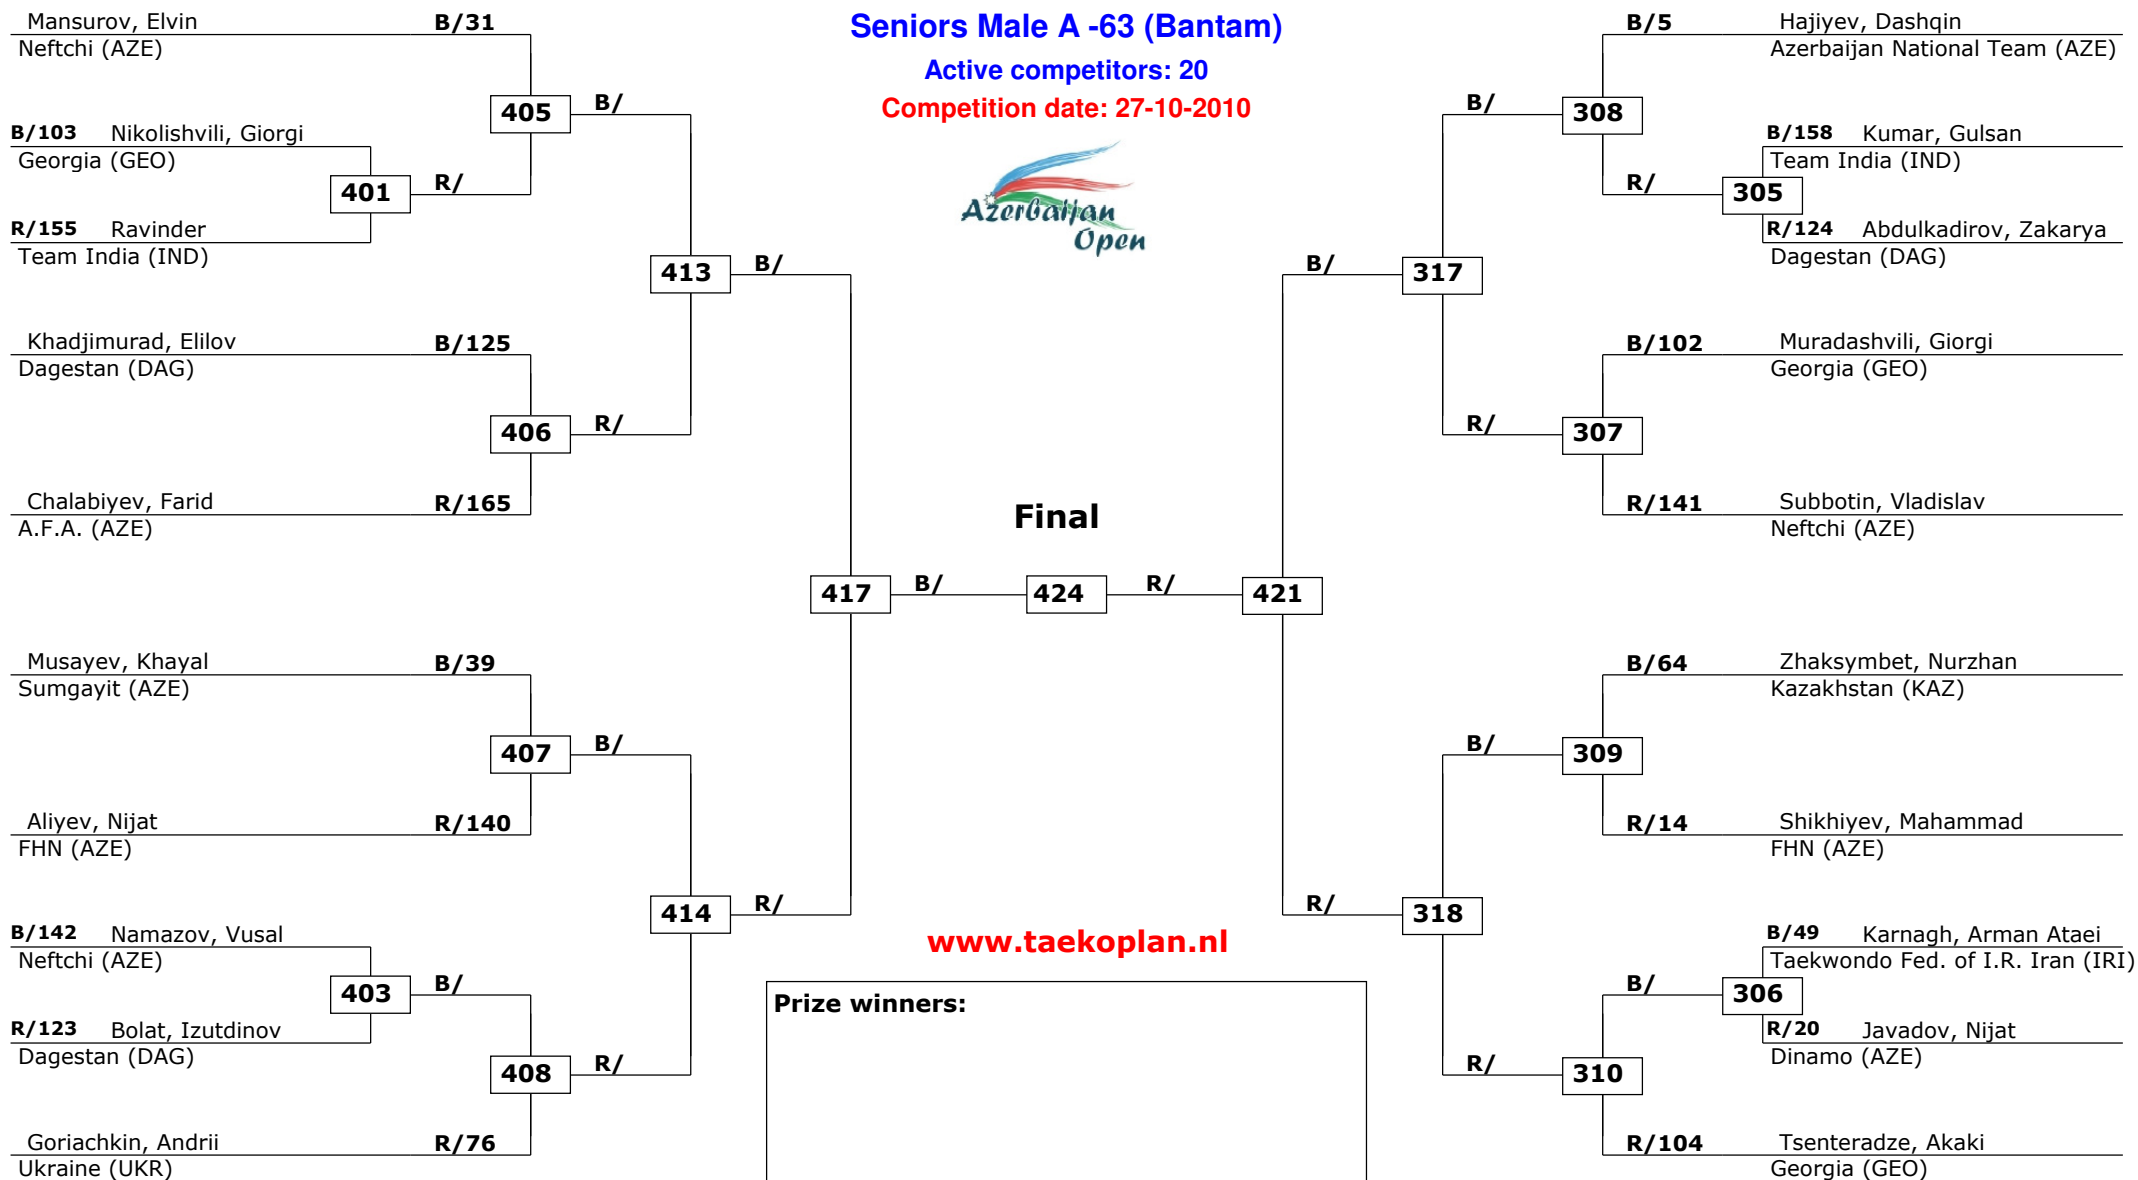 Seniors Male A -63 (Bantam)
Active competitors: 20
Competition date: 27-10-2010
Azerbaijan
Open
Mansurov, Elvin B/31
Neftchi (AZE)
405 B/
B/103 Nikolishvili, Giorgi
Georgia (GEO)
401 R/
R/155 Ravinder
Team India (IND)
413 B/
Khadjimurad, Elilov B/125
Dagestan (DAG)
406 R/
Chalabiyev, Farid R/165
A.F.A. (AZE)
Final
417 B/ 424 R/ 421
Musayev, Khayal B/39
Sumgayit (AZE)
407 B/
Aliyev, Nijat R/140
FHN (AZE)
414 R/
B/142 Namazov, Vusal
Neftchi (AZE)
403 B/
R/123 Bolat, Izutdinov
Dagestan (DAG)
408 R/
Goriachkin, Andrii R/76
Ukraine (UKR)
B/5 Hajiyev, Dashqin
Azerbaijan National Team (AZE)
B/ 308
B/158 Kumar, Gulsan
Team India (IND)
R/ 305
R/124 Abdulkadirov, Zakarya
Dagestan (DAG)
B/ 317
B/102 Muradashvili, Giorgi
Georgia (GEO)
R/ 307
R/141 Subbotin, Vladislav
Neftchi (AZE)
B/64 Zhaksymbet, Nurzhan
Kazakhstan (KAZ)
B/ 309
R/14 Shikhiyev, Mahammad
FHN (AZE)
R/ 318
B/49 Karnagh, Arman Ataei
Taekwondo Fed. of I.R. Iran (IRI)
B/ 306
R/20 Javadov, Nijat
Dinamo (AZE)
R/ 310
R/104 Tsenteradze, Akaki
Georgia (GEO)
www.taekoplan.nl
Prize winners: